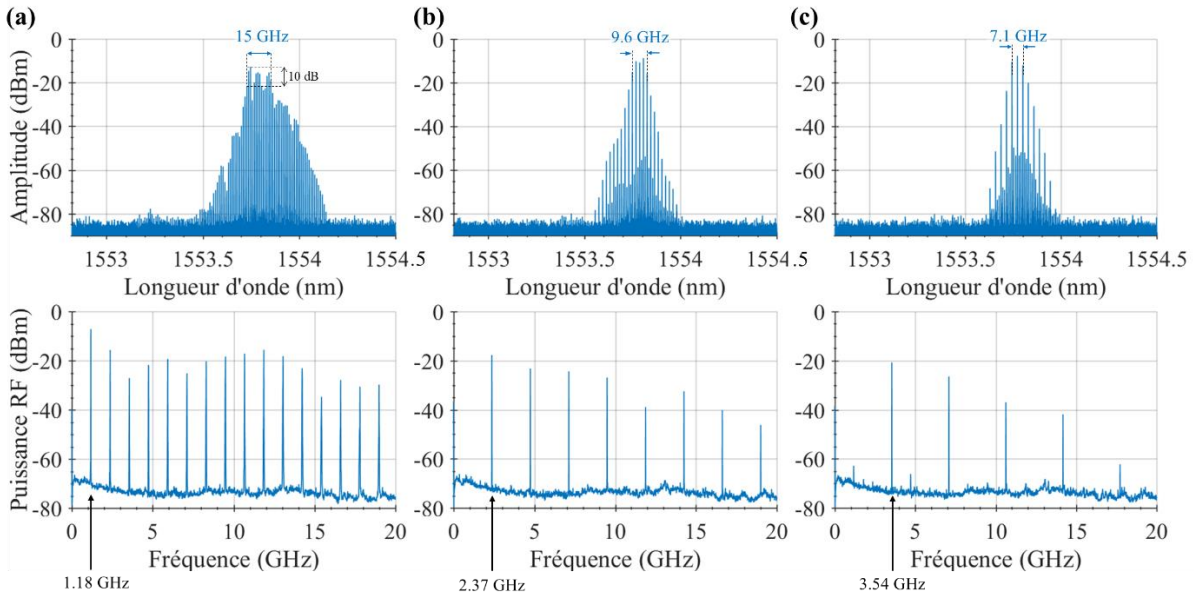 (a)
15 GHz
10 dB
Amplitude (dBm)
0
-20
-40
-60
-80
1553 1553.5 1554 1554.5
Longueur d'onde (nm)
(b)
9.6 GHz
0
-20
-40
-60
-80
1553 1553.5 1554 1554.5
Longueur d'onde (nm)
(c)
7.1 GHz
0
-20
-40
-60
-80
1553 1553.5 1554 1554.5
Longueur d'onde (nm)
Puissance RF (dBm)
0
-20
-40
-60
-80
0 5 10 15 20
Fréquence (GHz)
1.18 GHz
0
-20
-40
-60
-80
0 5 10 15 20
Fréquence (GHz)
2.37 GHz
0
-20
-40
-60
-80
0 5 10 15 20
Fréquence (GHz)
3.54 GHz